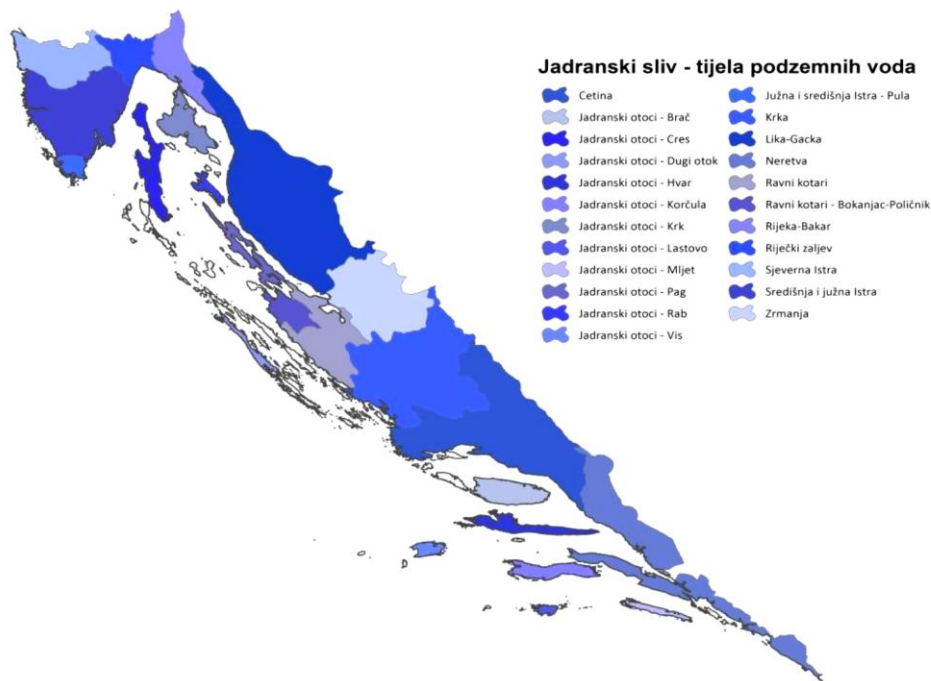 Jadranski sliv - tijela podzemnih voda
Cetina
Jadranski otoci - Brač
Jadranski otoci - Cres
Jadranski otoci - Dugi otok
Jadranski otoci - Hvar
Jadranski otoci - Korčula
Jadranski otoci - Krk
Jadranski otoci - Lastovo
Jadranski otoci - Mljet
Jadranski otoci - Pag
Jadranski otoci - Rab
Jadranski otoci - Vis
Južna i središnja Istra - Pula
Krka
Lika-Gacka
Neretva
Ravni kotari
Ravni kotari - Bokanjac-Poličnik
Rijeka-Bakar
Riječki zaljev
Sjeverna Istra
Središnja i južna Istra
Zrmanja